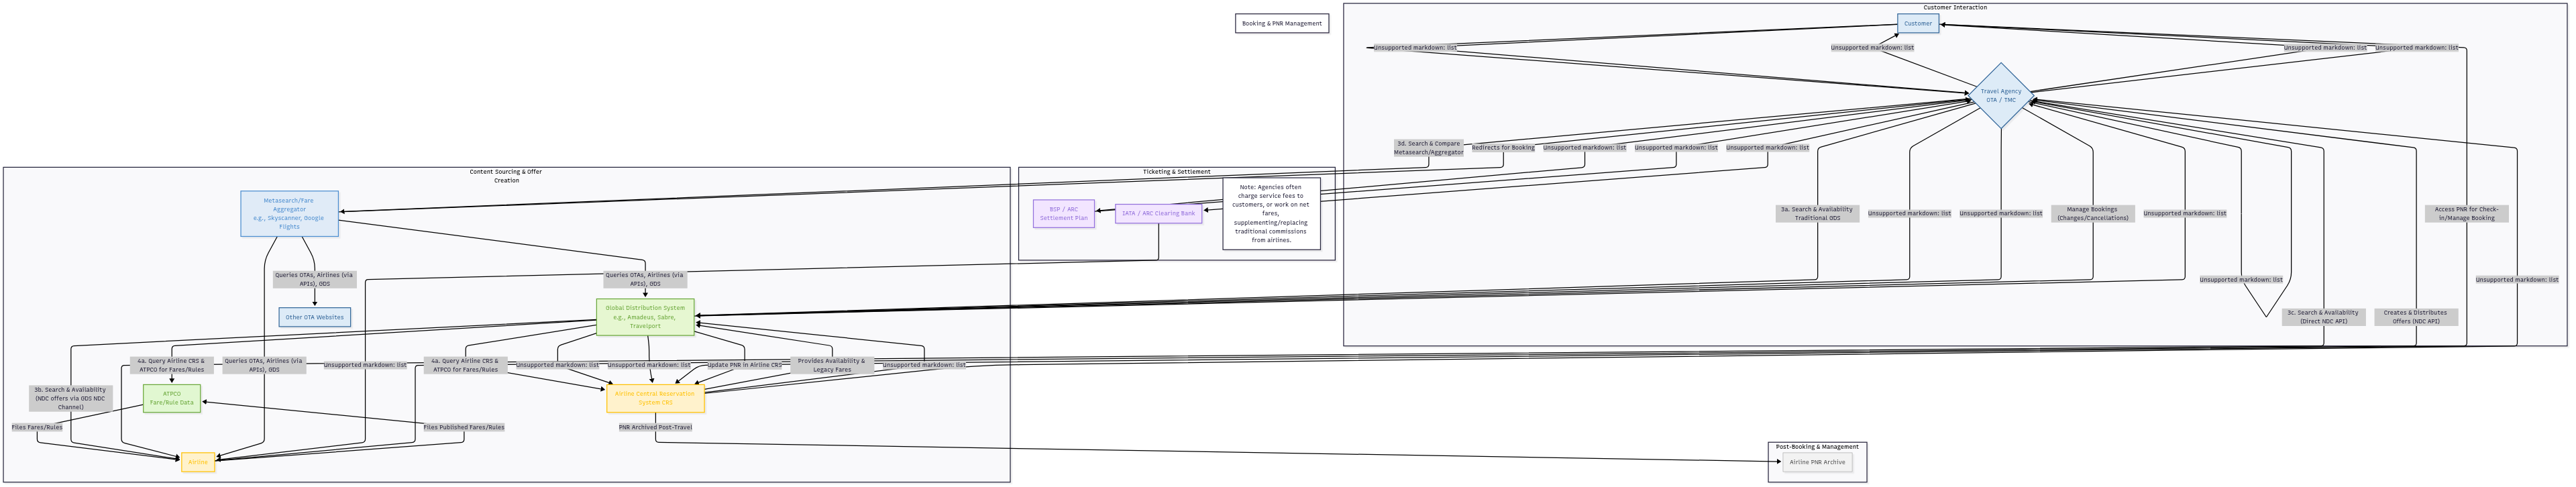 Customer Interaction
Booking & PNR Management
Customer
Unsupported markdown: list
Unsupported markdown: list
Unsupported markdown: list
Unsupported markdown: list
Travel Agency
OTA / TMC
3d. Search & Compare
Metasearch/Aggregator
Redirects for Booking
Unsupported markdown: list
Unsupported markdown: list
Unsupported markdown: list
Content Sourcing & Offer
Creation
Ticketing & Settlement
Metasearch/Fare
Aggregator
e.g., Skyscanner, Google
Flights
BSP / ARC
Settlement Plan
IATA / ARC Clearing Bank
Note: Agencies often
charge service fees to
customers, or work on net
fares,
supplementing/replacing
traditional commissions
from airlines.
3a. Search & Availability
Traditional GDS
Unsupported markdown: list
Unsupported markdown: list
Manage Bookings
(Changes/Cancellations)
Unsupported markdown: list
Access PNR for Check-
in/Manage Booking
Queries OTAs, Airlines (via
APIs), GDS
Queries OTAs, Airlines (via
APIs), GDS
Unsupported markdown: list
Unsupported markdown: list
Other OTA Websites
Global Distribution System
e.g., Amadeus, Sabre,
Travelport
3c. Search & Availability
(Direct NDC API)
Creates & Distributes
Offers (NDC API)
4a. Query Airline CRS &
ATPCO for Fares/Rules
Queries OTAs, Airlines (via
APIs), GDS
Unsupported markdown: list
4a. Query Airline CRS &
ATPCO for Fares/Rules
Unsupported markdown: list
Unsupported markdown: list
Update PNR in Airline CRS
Provides Availability &
Legacy Fares
Unsupported markdown: list
3b. Search & Availability
(NDC offers via GDS NDC
Channel)
ATPCO
Fare/Rule Data
Airline Central Reservation
System CRS
Files Fares/Rules
Files Published Fares/Rules
PNR Archived Post-Travel
Airline
Post-Booking & Management
Airline PNR Archive